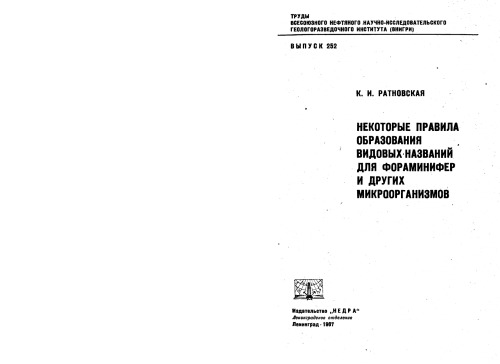 ТРУДЫ
ВСЕСОЮЗНОГО НЕФТЯНОГО НАУЧНО-ИССЛЕДОВАТЕЛЬСКОГО
ГЕОЛОГОРАЗВЕДОЧНОГО ИНСТИТУТА (ВНИГРИ)
ВЫПУСК 252
К. И. РАТНОВСКАЯ
НЕКОТОРЫЕ ПРАВИЛА
ОБРАЗОВАНИЯ
ВИДОВЫХ НАЗВАНИЙ
ДЛЯ ФОРАМИНИФЕР
И ДРУГИХ
МИКРООРГАНИЗМОВ
Издательство „НЕДРА"
Ленинградское отделение
Ленинград · 1967